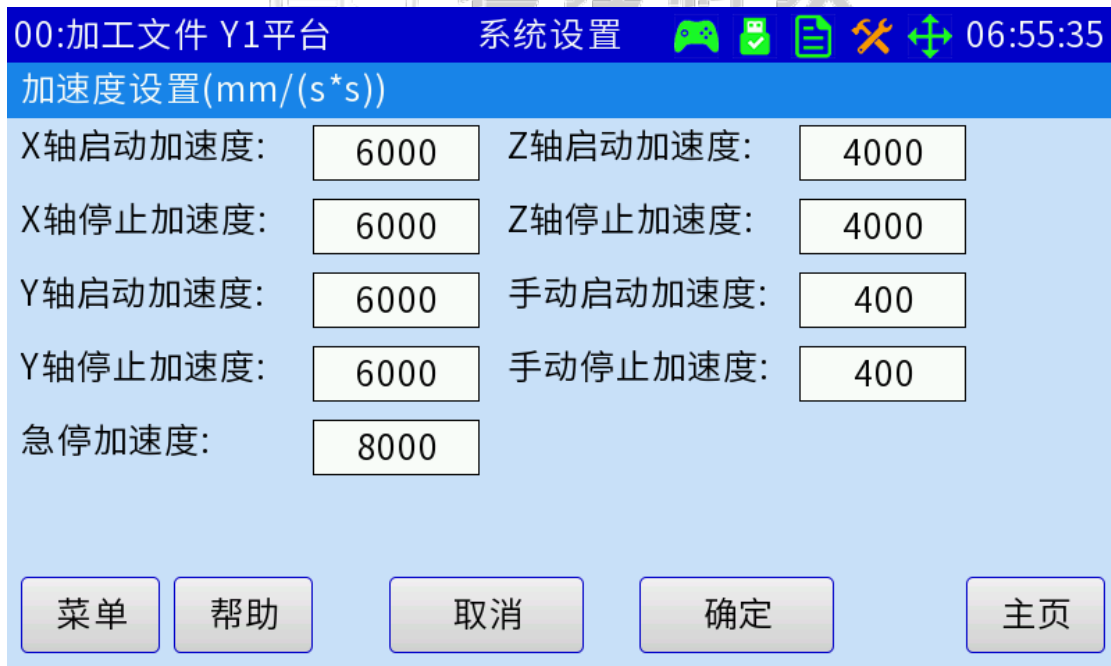 00:加工文件 Y1平台 系统设置 06:55:35
加速度设置(mm/(s*s))
X轴启动加速度: 6000 Z轴启动加速度: 4000
X轴停止加速度: 6000 Z轴停止加速度: 4000
Y轴启动加速度: 6000 手动启动加速度: 400
Y轴停止加速度: 6000 手动停止加速度: 400
急停加速度: 8000
菜单 帮助 取消 确定 主页